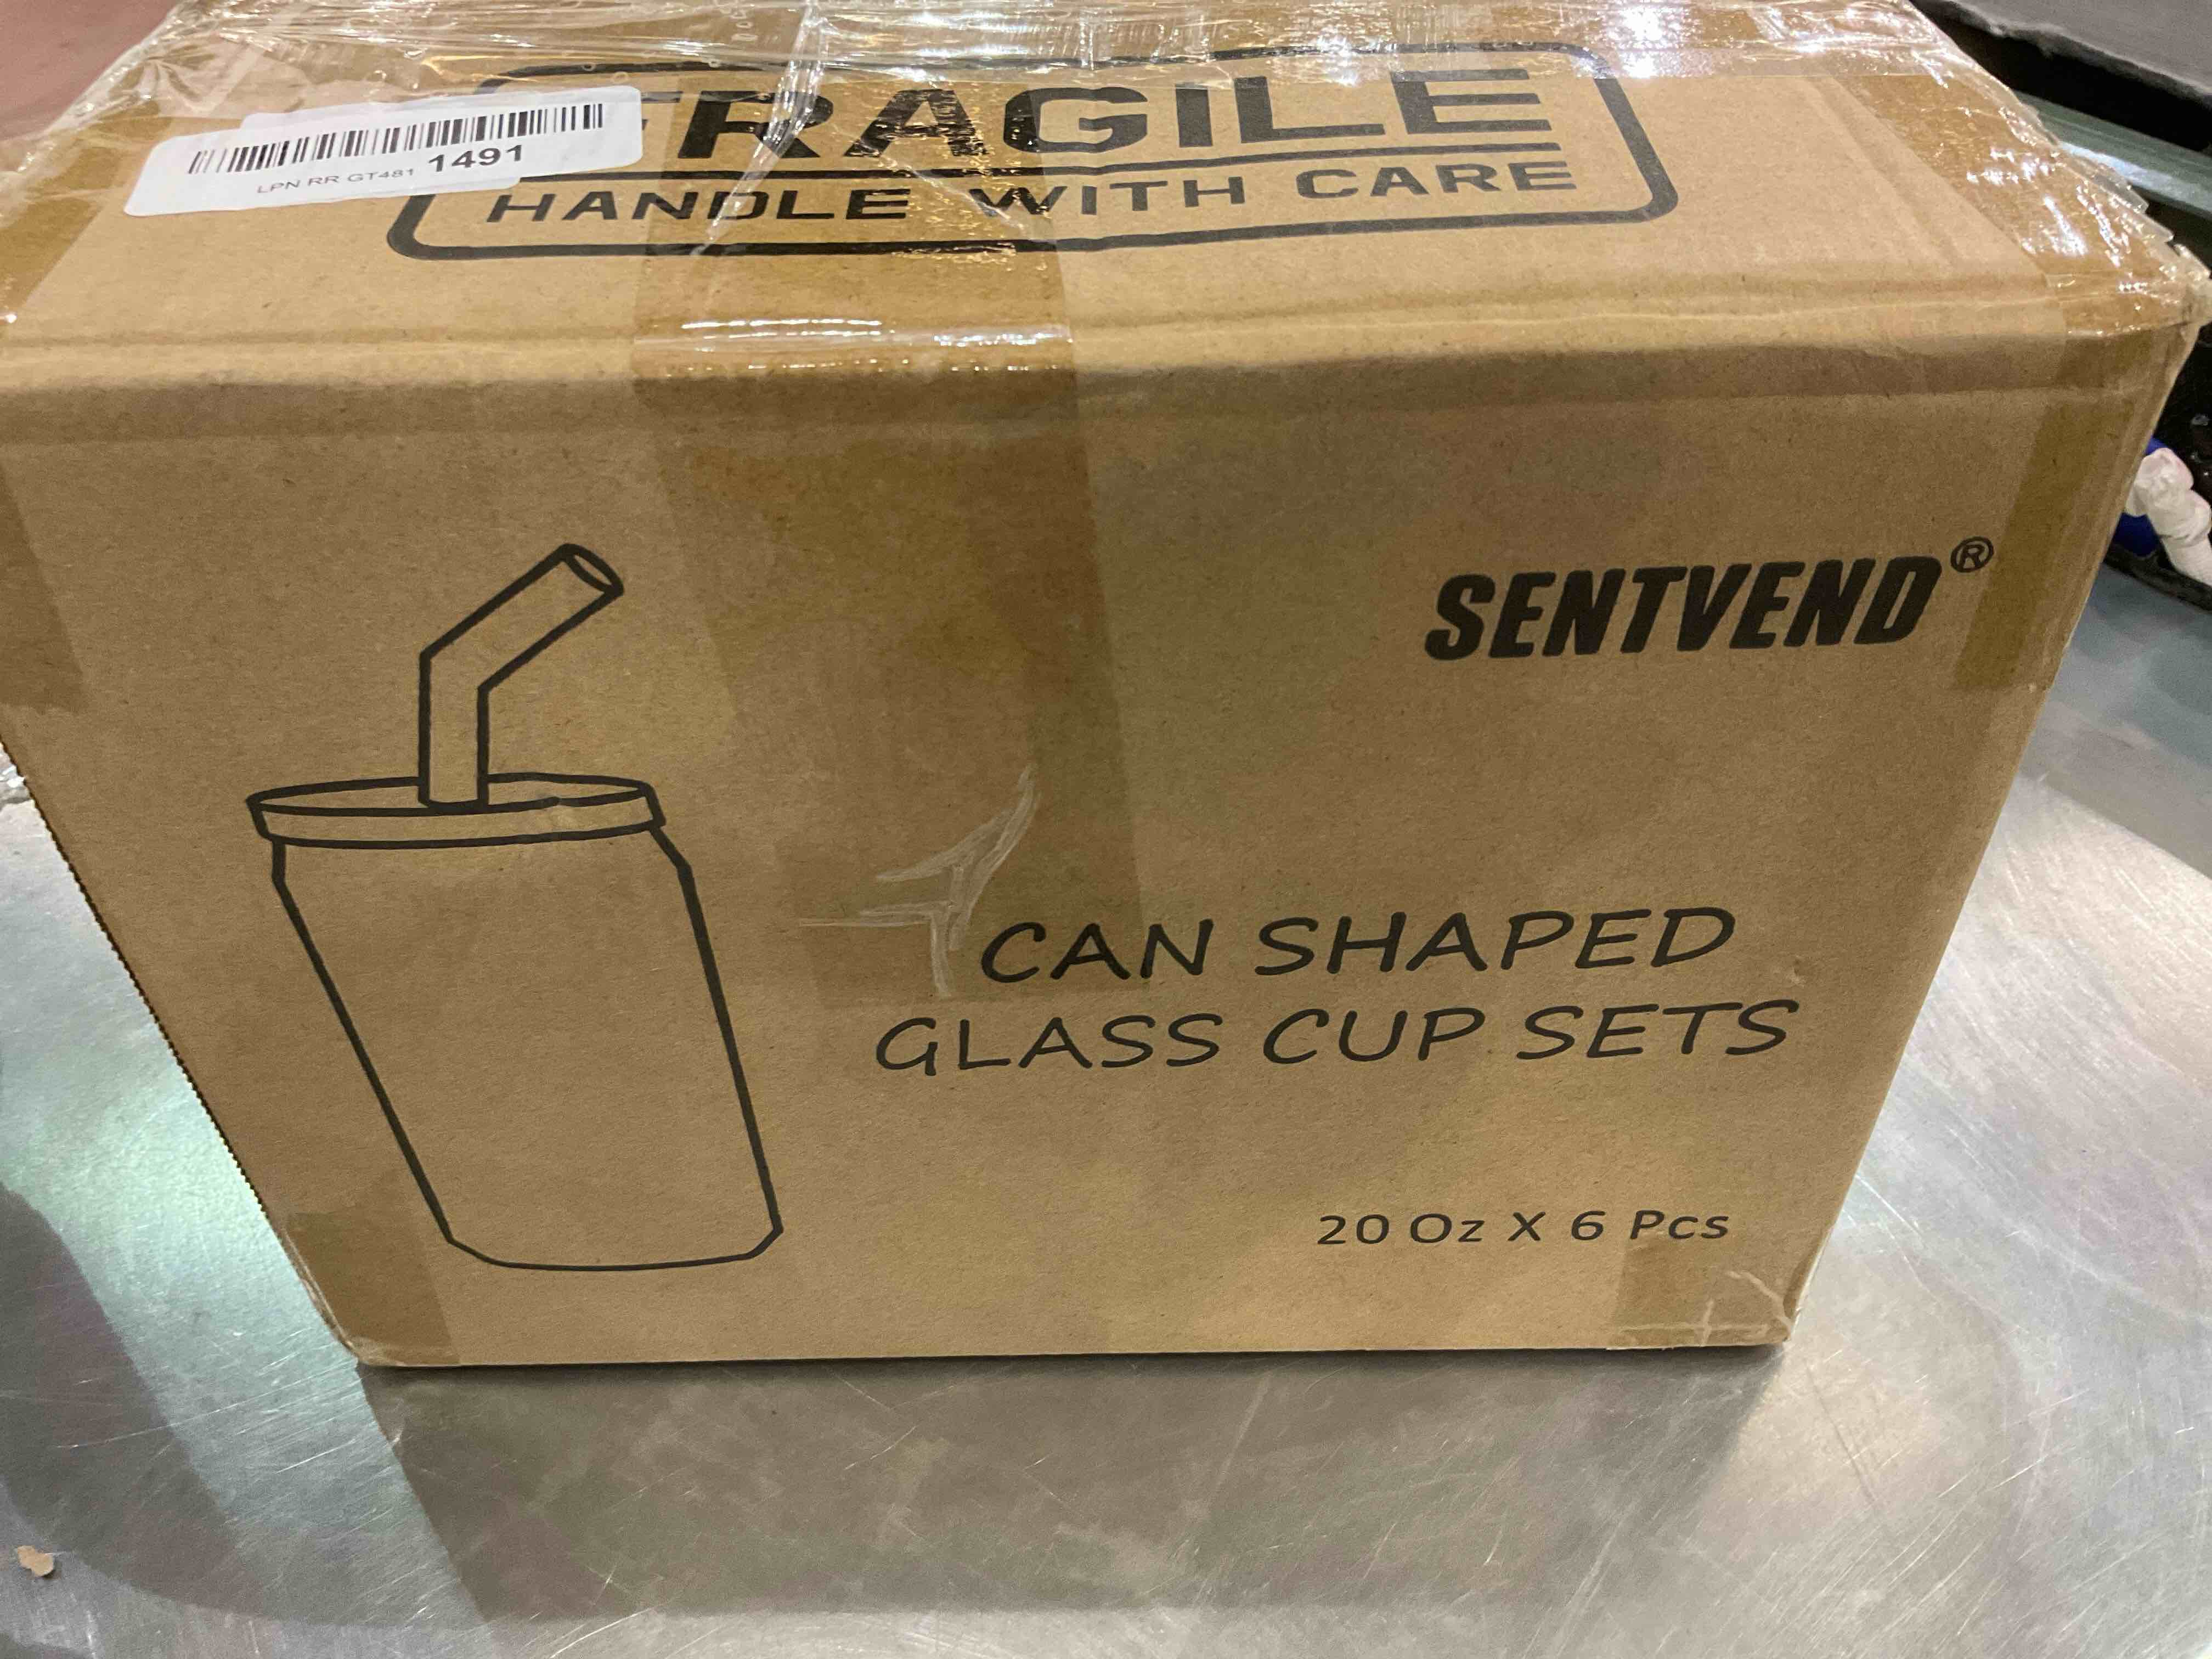 FRAGILE
HANDLE WITH CARE
LPN RR GT481 1491
SENTVEND®
CAN SHAPED
GLASS CUP SETS
20 Oz X 6 Pcs